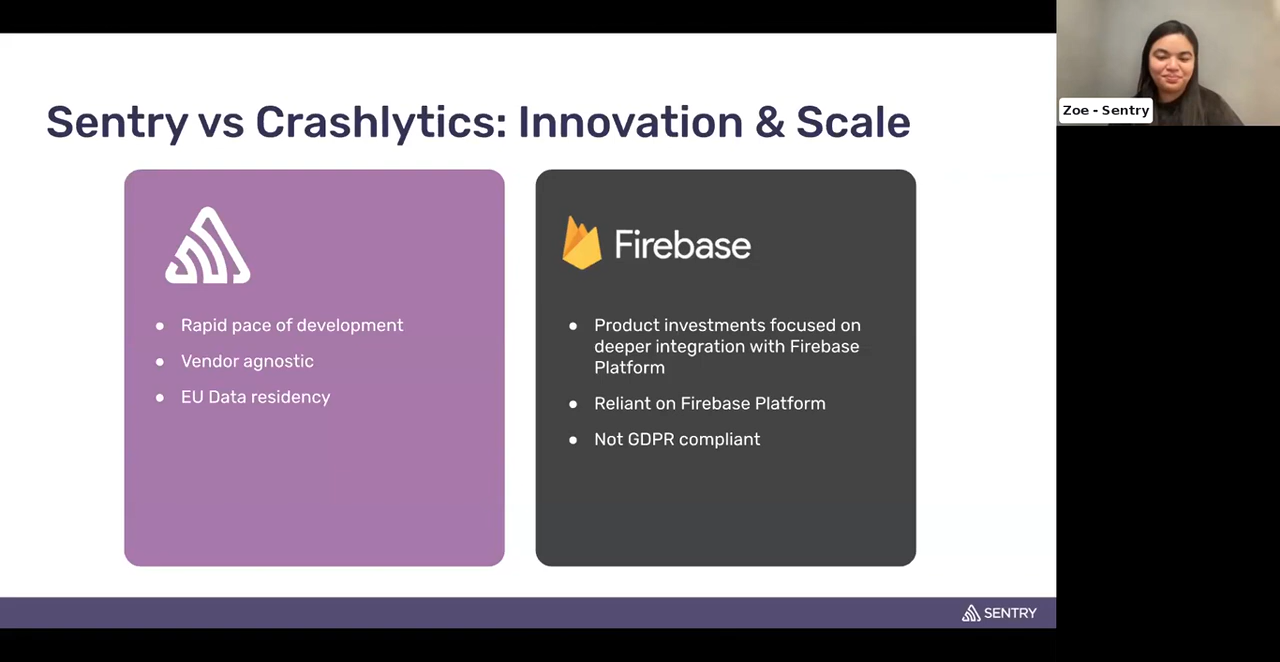 Sentry vs Crashlytics: Innovation & Scale
Zoe - Sentry
Rapid pace of development
Vendor agnostic
EU Data residency
Firebase
Product investments focused on
deeper integration with Firebase
Platform
Reliant on Firebase Platform
Not GDPR compliant
SENTRY